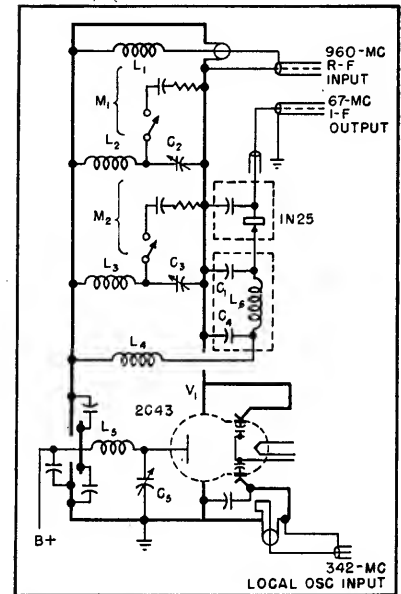 L1
960-MC
R-F
INPUT
M1
67-MC
I-F
OUTPUT
L2
C2
IN25
M2
L3
C3
C1
L6
C4
L4
V1
2C43
L5
C5
B+
342-MC
LOCAL OSC INPUT